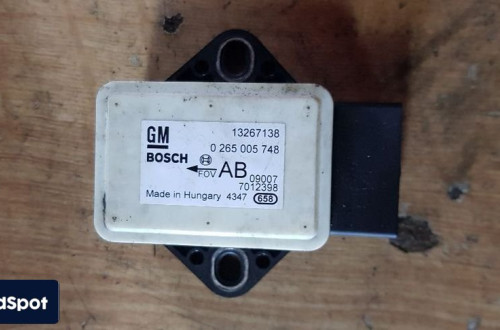 GM 13267138
BOSCH 0 265 005 748
FOV AB 09007
7012398
Made in Hungary 4347 658
dSpot